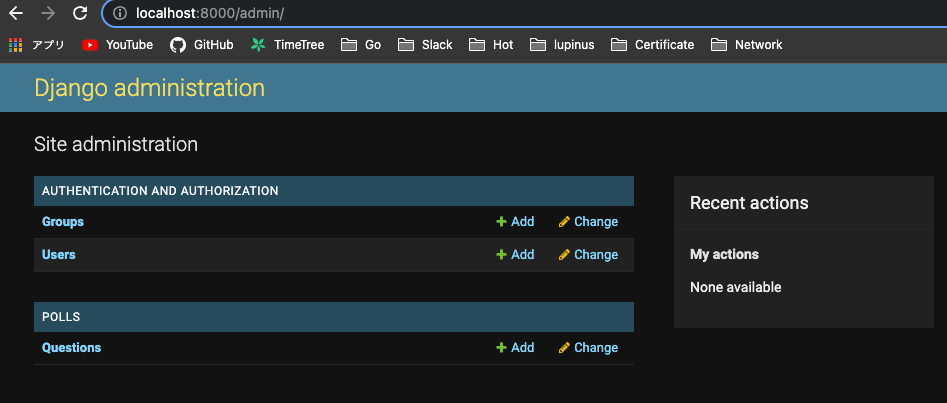 localhost:8000/admin/
アプリ YouTube GitHub TimeTree Go Slack Hot lupinus Certificate Network
Django administration
Site administration
AUTHENTICATION AND AUTHORIZATION
Groups Add Change
Users Add Change
POLLS
Questions Add Change
Recent actions
My actions
None available